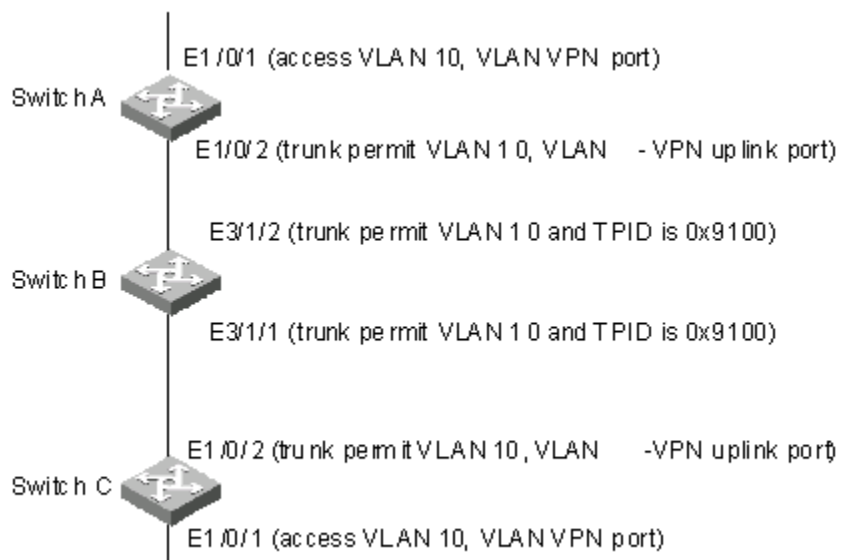 E1/0/1 (access VLAN 10, VLAN VPN port)
Switch A
E1/0/2 (trunk permit VLAN 10, VLAN - VPN uplink port)
E3/1/2 (trunk permit VLAN 10 and TPID is 0x9100)
Switch B
E3/1/1 (trunk permit VLAN 10 and TPID is 0x9100)
E1/0/2 (trunk permit VLAN 10, VLAN -VPN uplink port)
Switch C
E1/0/1 (access VLAN 10, VLAN VPN port)